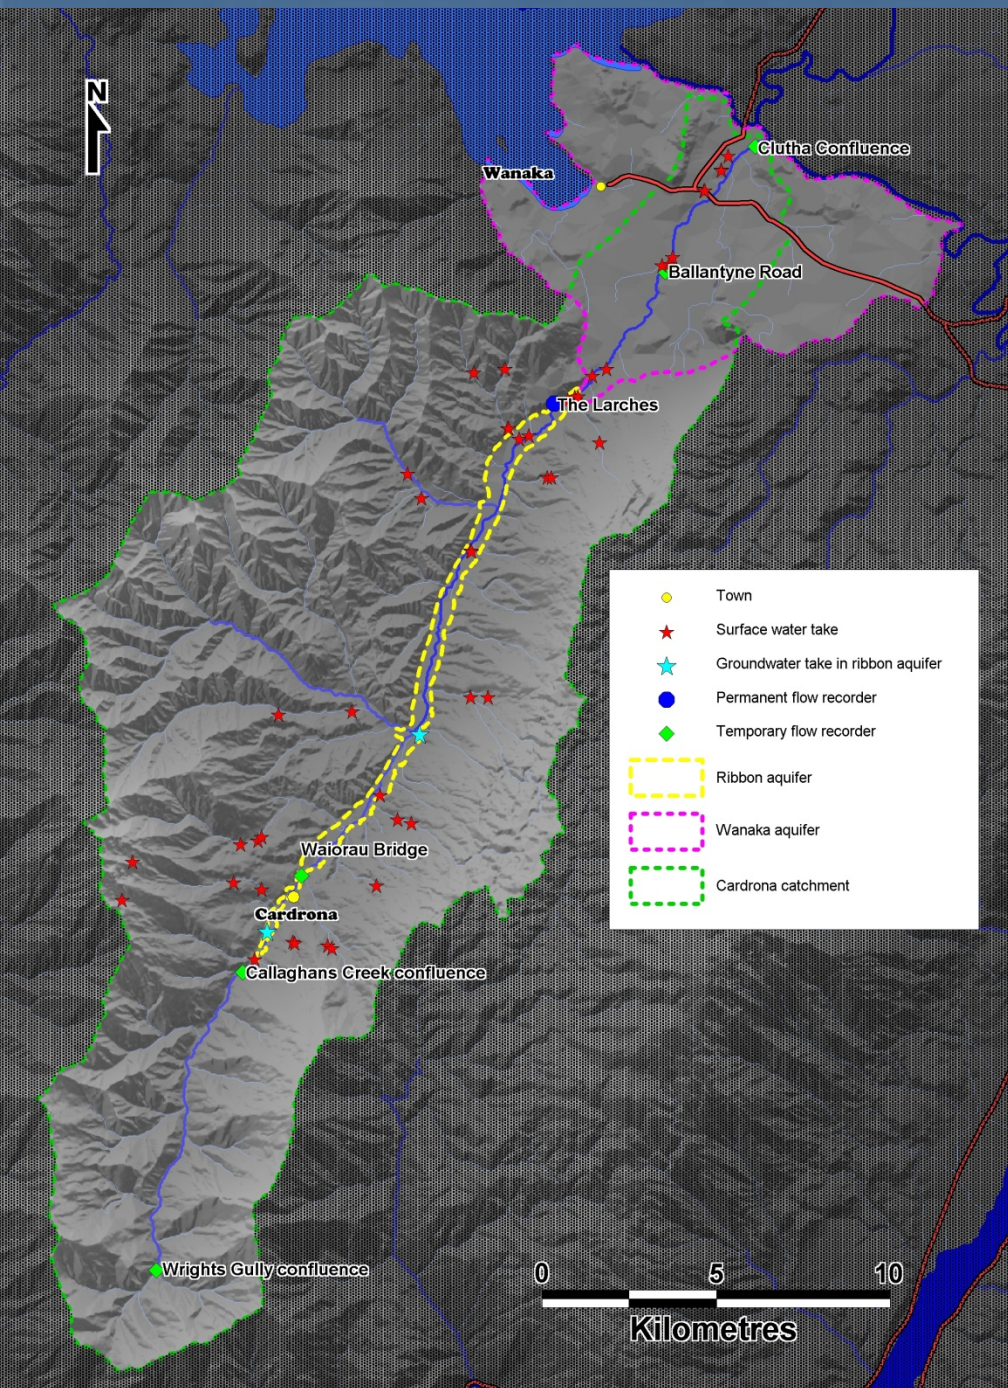 N
Clutha Confluence
Wanaka
Ballantyne Road
The Larches
Town
Surface water take
Groundwater take in ribbon aquifer
Permanent flow recorder
Temporary flow recorder
Ribbon aquifer
Wanaka aquifer
Cardrona catchment
Waiorau Bridge
Cardrona
Callaghans Creek confluence
Wrights Gully confluence
0 5 10
Kilometres